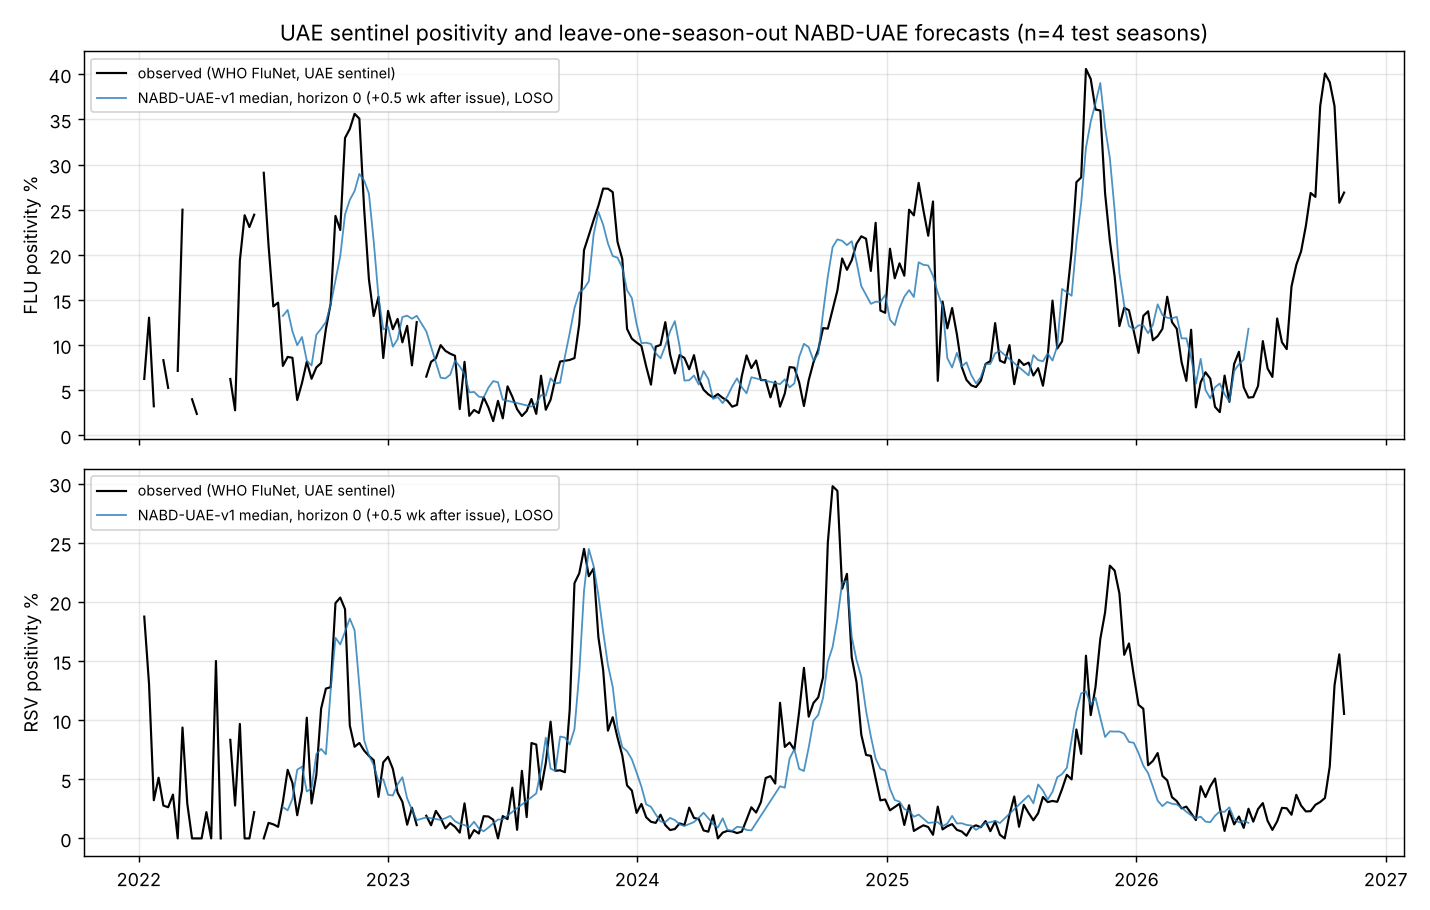 UAE sentinel positivity and leave-one-season-out NABD-UAE forecasts (n=4 test seasons)
observed (WHO FluNet, UAE sentinel)
NABD-UAE-v1 median, horizon 0 (+0.5 wk after issue), LOSO
FLU positivity %
40
35
30
25
20
15
10
5
0
observed (WHO FluNet, UAE sentinel)
NABD-UAE-v1 median, horizon 0 (+0.5 wk after issue), LOSO
RSV positivity %
30
25
20
15
10
5
0
2022 2023 2024 2025 2026 2027